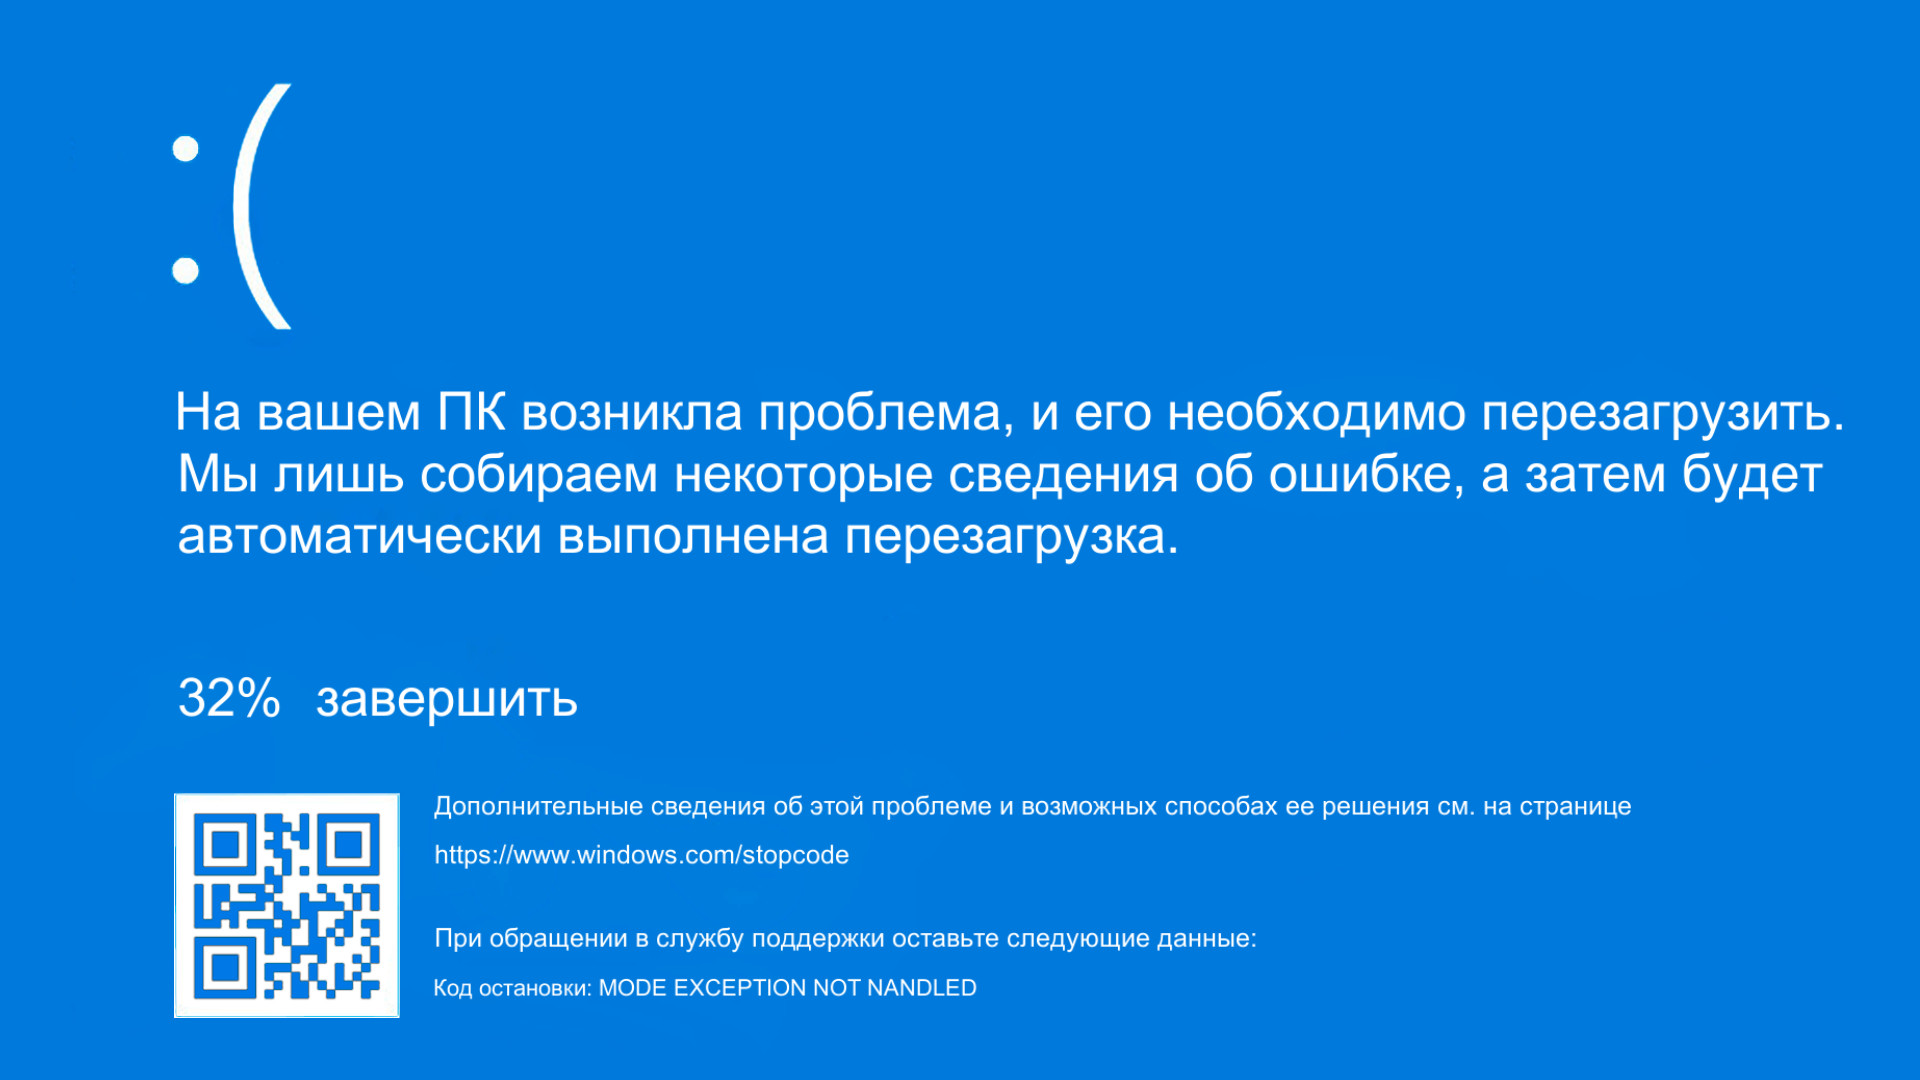 :(
На вашем ПК возникла проблема, и его необходимо перезагрузить.
Мы лишь собираем некоторые сведения об ошибке, а затем будет
автоматически выполнена перезагрузка.
32% завершить
Дополнительные сведения об этой проблеме и возможных способах ее решения см. на странице
https://www.windows.com/stopcode
При обращении в службу поддержки оставьте следующие данные:
Код остановки: MODE EXCEPTION NOT NANDLED